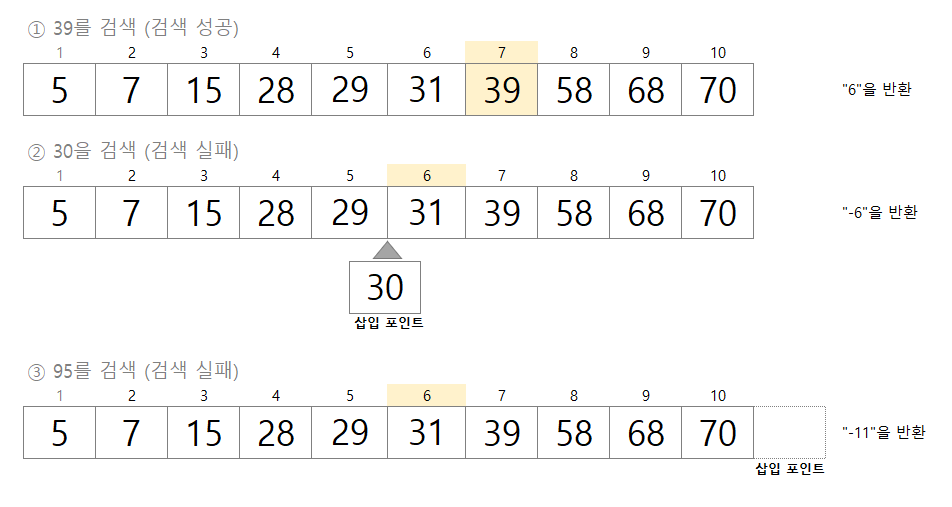 ① 39를 검색 (검색 성공)
1 2 3 4 5 6 7 8 9 10
5 7 15 28 29 31 39 58 68 70 "6"을 반환
② 30을 검색 (검색 실패)
1 2 3 4 5 6 7 8 9 10
5 7 15 28 29 31 39 58 68 70 "-6"을 반환
30
삽입 포인트
③ 95를 검색 (검색 실패)
1 2 3 4 5 6 7 8 9 10
5 7 15 28 29 31 39 58 68 70 "-11"을 반환
삽입 포인트